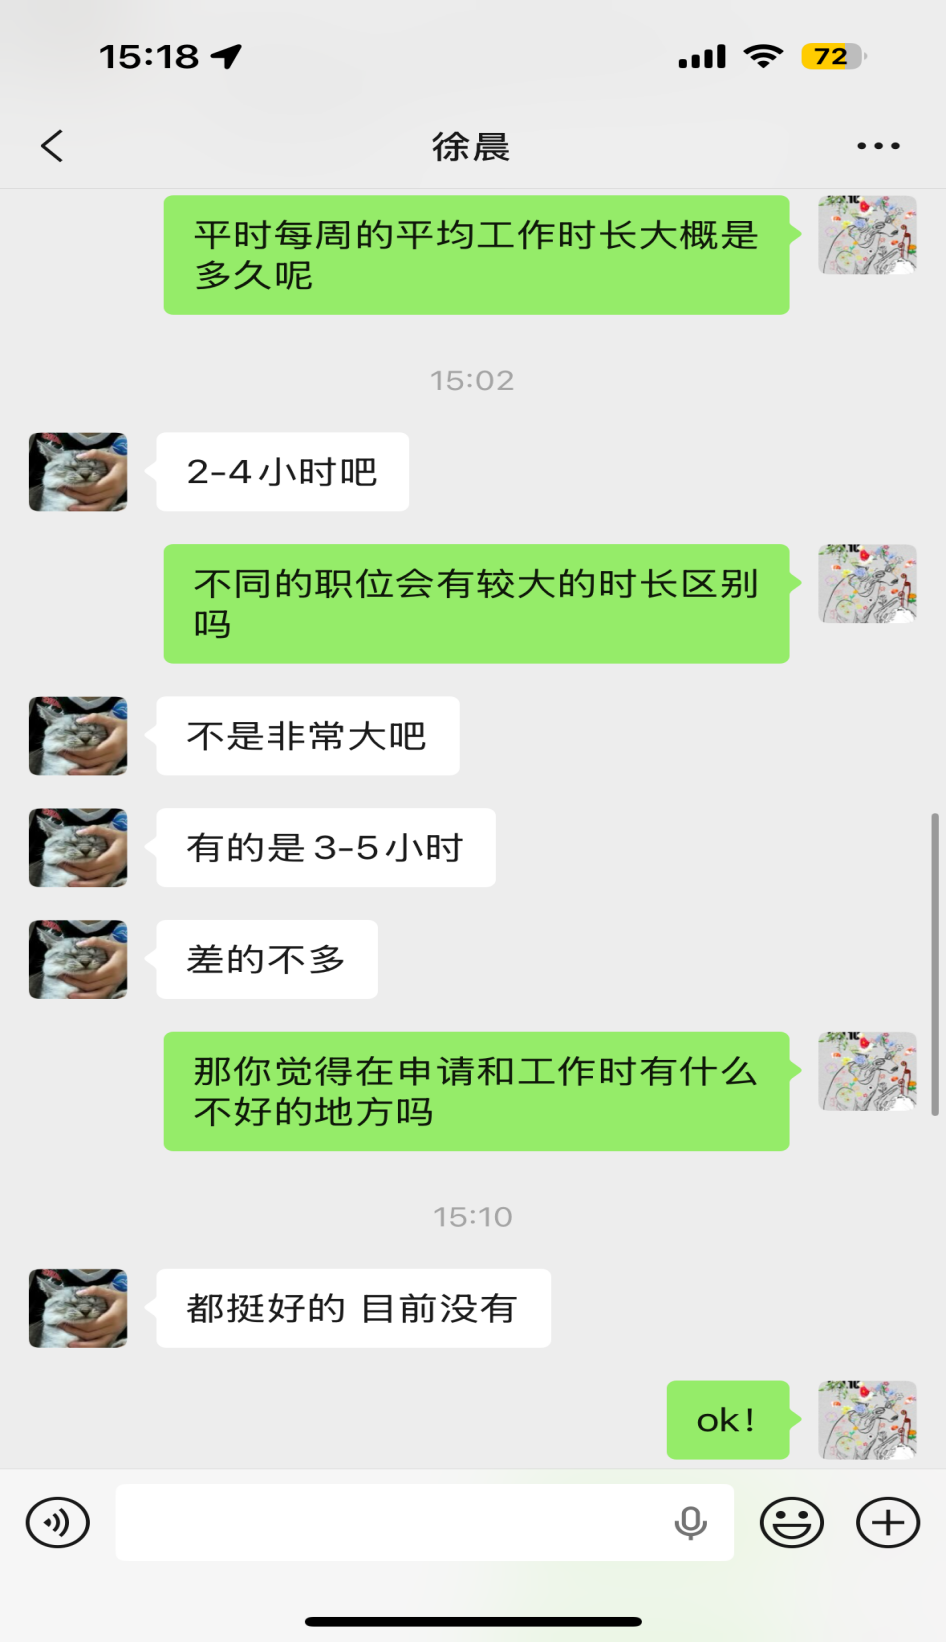 15:18
72
徐晨
平时每周的平均工作时长大概是
多久呢
15:02
2-4小时吧
不同的职位会有较大的时长区别
吗
不是非常大吧
有的是3-5小时
差的不多
那你觉得在申请和工作时有什么
不好的地方吗
15:10
都挺好的 目前没有
ok!